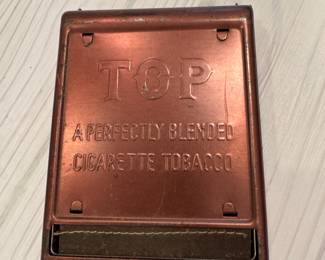 TOP
A PERFECTLY BLENDED
CIGARETTE TOBACCO